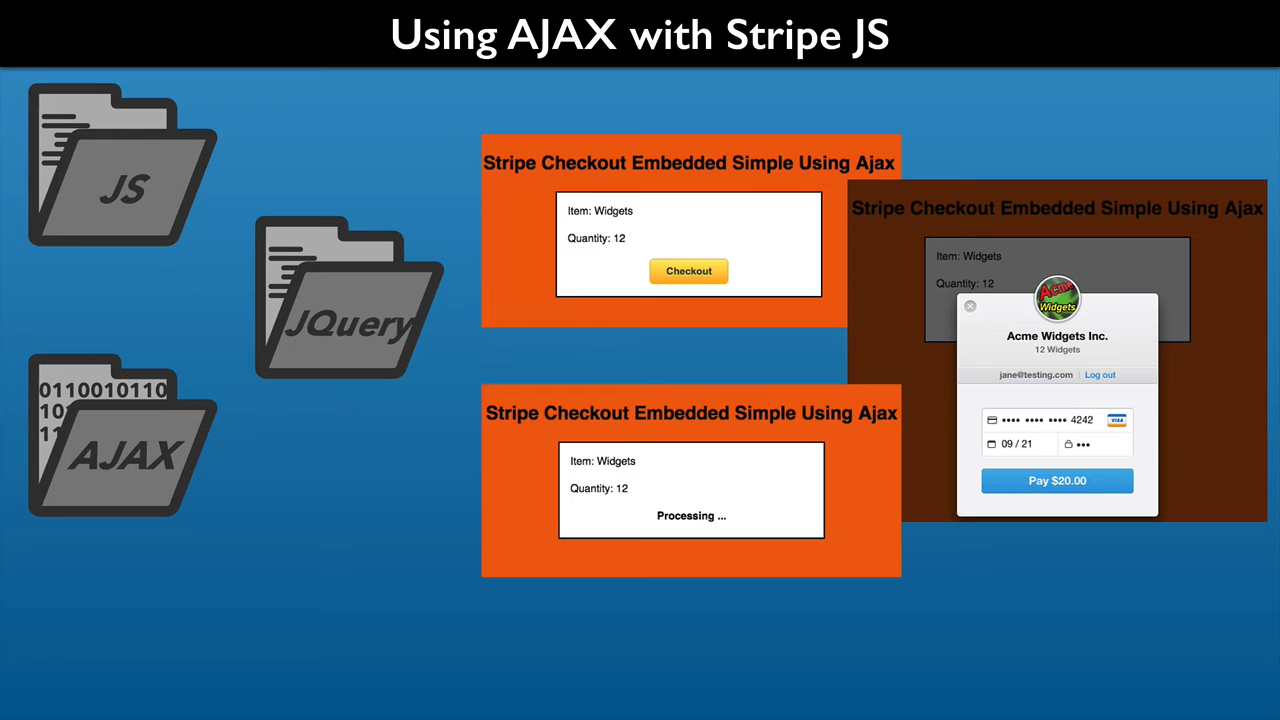 Using AJAX with Stripe JS
JS
JQuery
0110010110
10
11
AJAX
Stripe Checkout Embedded Simple Using Ajax
Item: Widgets
Quantity: 12
Checkout
Stripe Checkout Embedded Simple Using Ajax
Item: Widgets
Quantity: 12
Acme
Widgets
Acme Widgets Inc.
12 Widgets
jane@testing.com | Log out
•••• •••• •••• 4242 VISA
09 / 21 •••
Pay $20.00
Stripe Checkout Embedded Simple Using Ajax
Item: Widgets
Quantity: 12
Processing ...